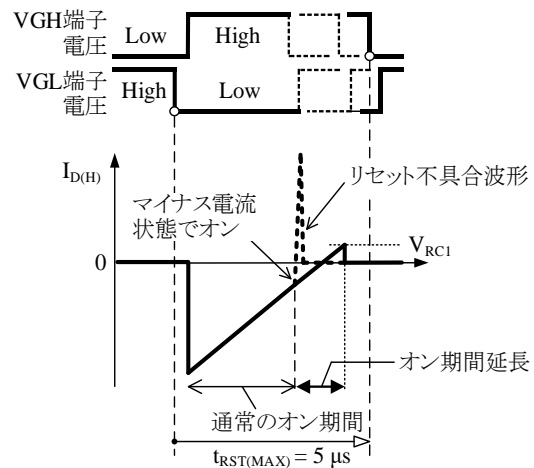 VGH端子
電圧
Low
High
VGL端子
電圧
High
Low
I_D(H)
リセット不具合波形
マイナス電流
状態でオン
V_RC1
0
オン期間延長
通常のオン期間
t_RST(MAX) = 5 μs